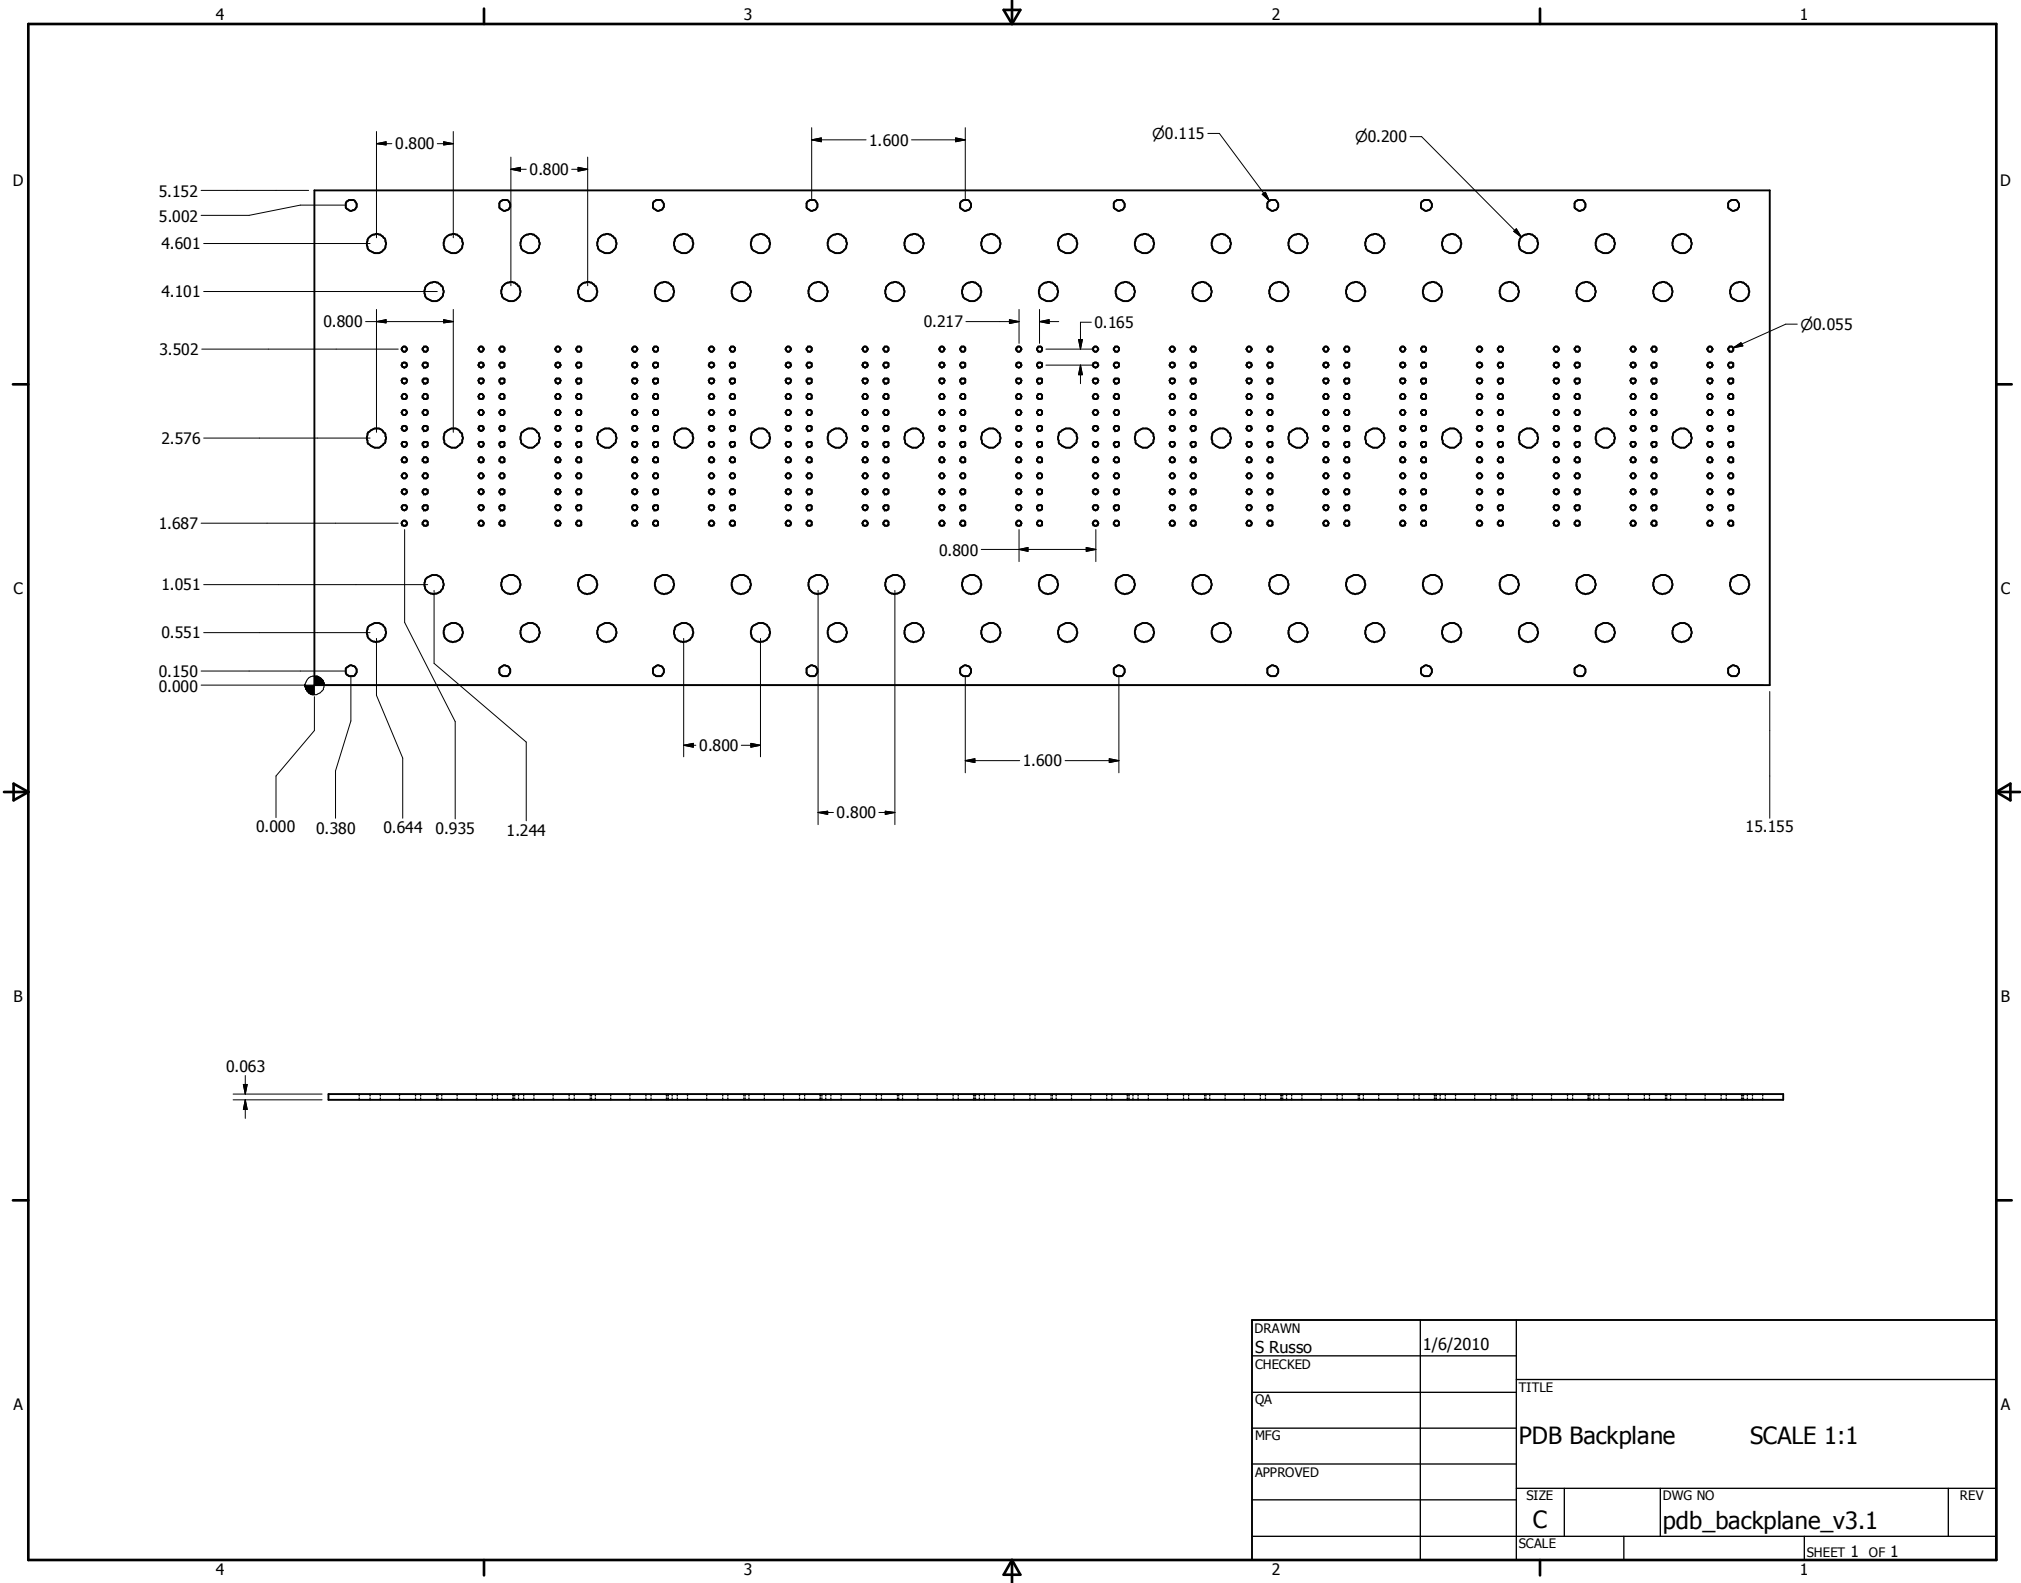 4 3 2 1
D D
0.800 0.800 1.600 Ø0.115 Ø0.200
5.152
5.002
4.601
4.101
0.800 0.217 0.165 Ø0.055
3.502
2.576
1.687
0.800
C C
1.051
0.551
0.150
0.000
0.800 1.600
0.800
0.000 0.380 0.644 0.935 1.244 15.155
B B
0.063
A A
DRAWN
S Russo 1/6/2010
CHECKED
QA
MFG
APPROVED
TITLE
PDB Backplane SCALE 1:1
SIZE
C
DWG NO
pdb_backplane_v3.1
REV
SCALE
SHEET 1 OF 1
4 3 2 1